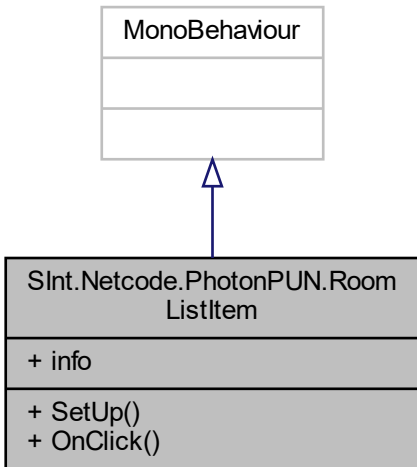 MonoBehaviour
SInt.Netcode.PhotonPUN.Room
ListItem
+ info
+ SetUp()
+ OnClick()